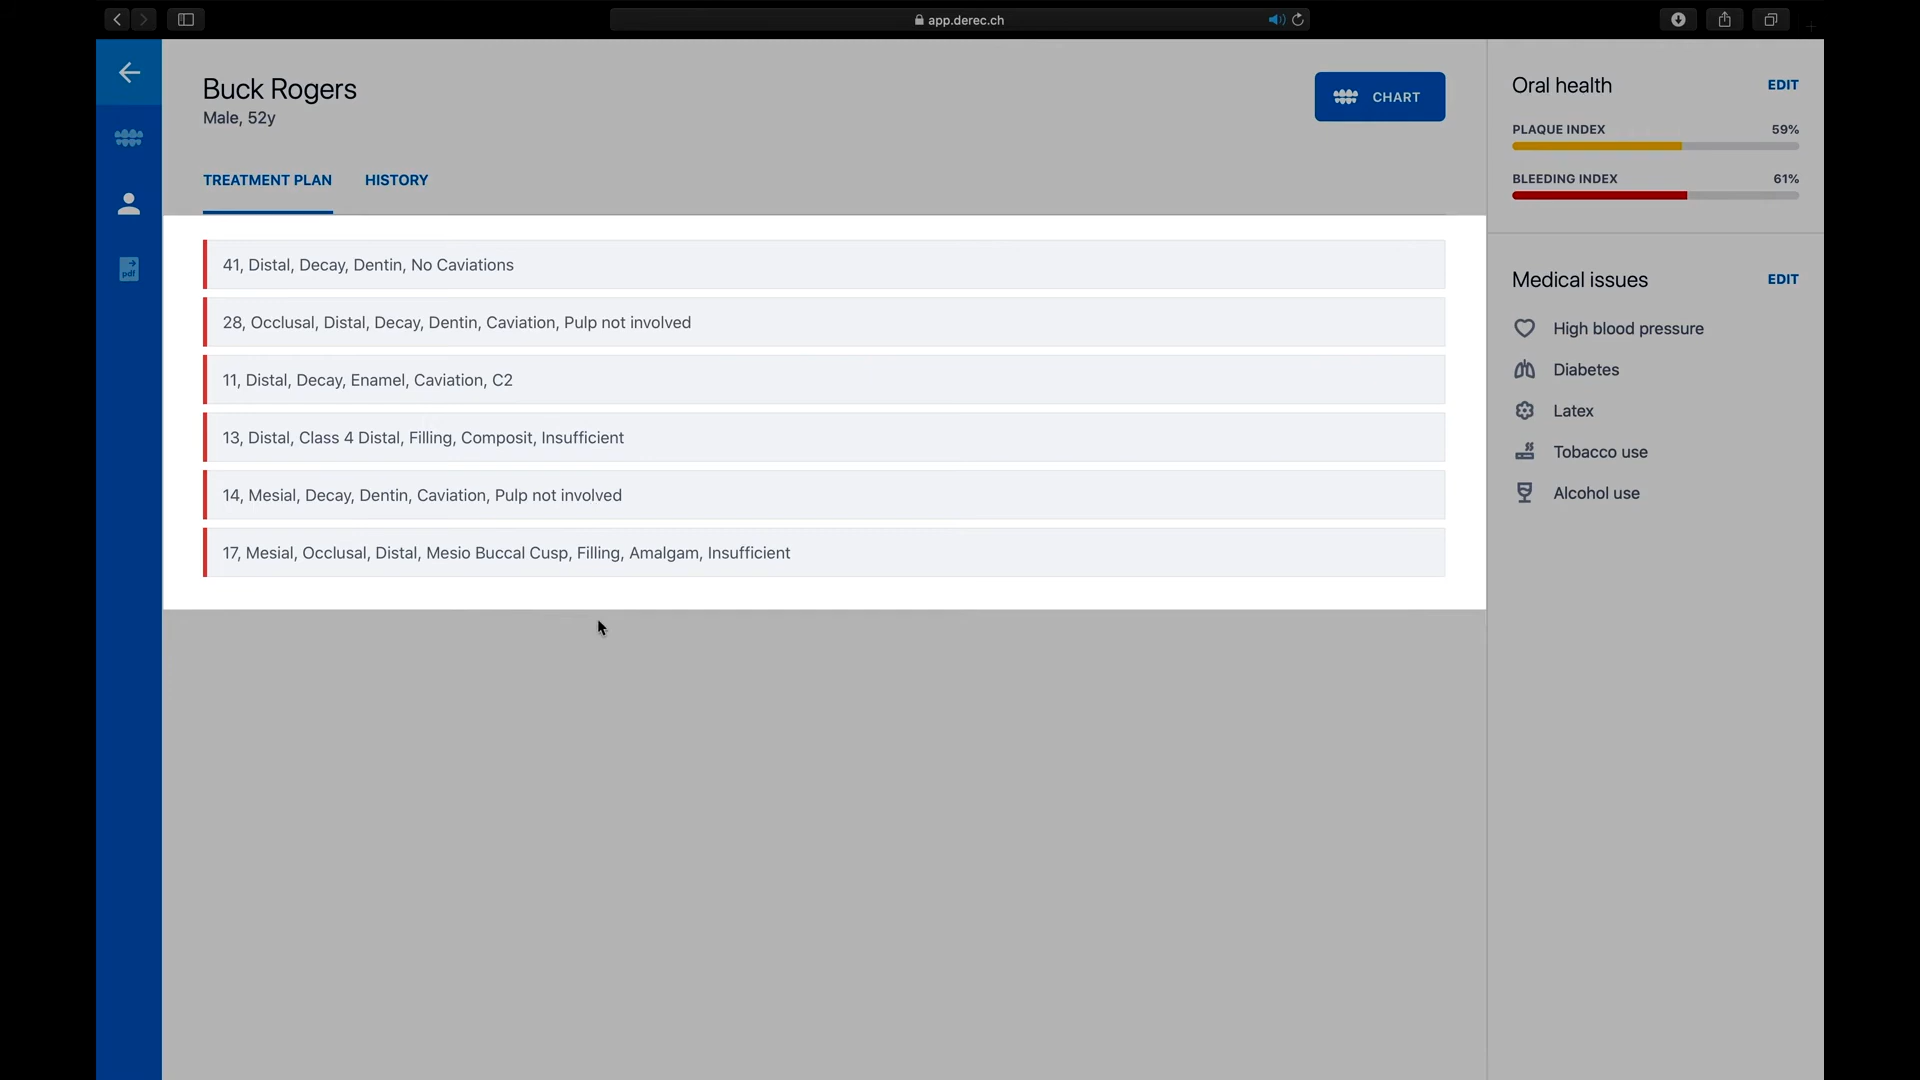 app.derec.ch
Buck Rogers
Male, 52y
CHART
TREATMENT PLAN
HISTORY
41, Distal, Decay, Dentin, No Caviations
28, Occlusal, Distal, Decay, Dentin, Caviation, Pulp not involved
11, Distal, Decay, Enamel, Caviation, C2
13, Distal, Class 4 Distal, Filling, Composit, Insufficient
14, Mesial, Decay, Dentin, Caviation, Pulp not involved
17, Mesial, Occlusal, Distal, Mesio Buccal Cusp, Filling, Amalgam, Insufficient
pdf
Oral health
EDIT
PLAQUE INDEX
59%
BLEEDING INDEX
61%
Medical issues
EDIT
High blood pressure
Diabetes
Latex
Tobacco use
Alcohol use